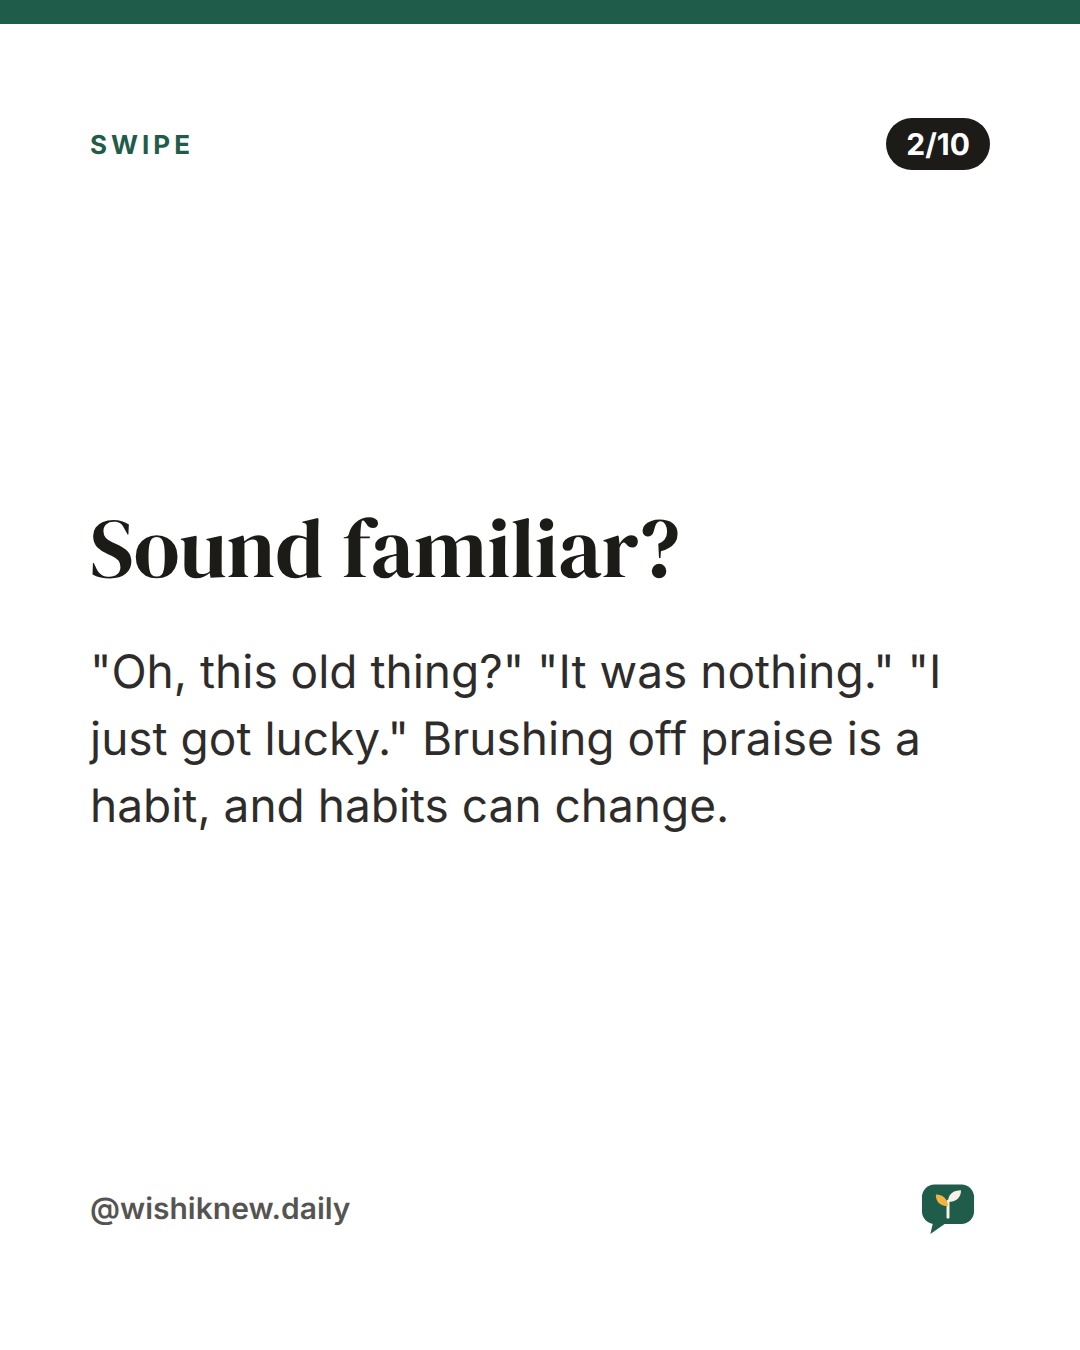 SWIPE
2/10
Sound familiar?
"Oh, this old thing?" "It was nothing." "I
just got lucky." Brushing off praise is a
habit, and habits can change.
@wishiknew.daily